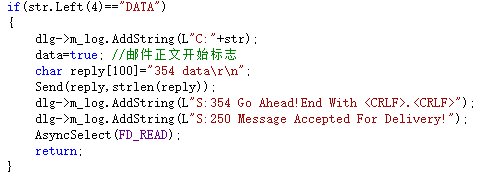 if(str.Left(4)=="DATA")
{
dlg->m_log.AddString(L"C:"+str);
data=true; //邮件正文开始标志
char reply[100]="354 data\r\n";
Send(reply,strlen(reply));
dlg->m_log.AddString(L"S:354 Go Ahead!End With <CRLF>.<CRLF>");
dlg->m_log.AddString(L"S:250 Message Accepted For Delivery!");
AsyncSelect(FD_READ);
return;
}